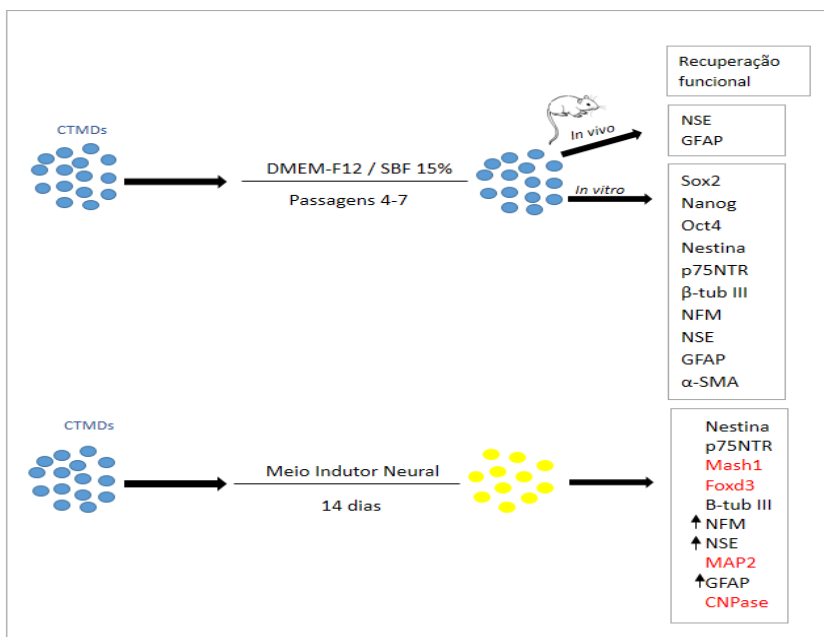 Recuperação
funcional
CTMDs
In vivo
NSE
GFAP
DMEM-F12 / SBF 15%
Passagens 4-7
In vitro
Sox2
Nanog
Oct4
Nestina
p75NTR
β-tub III
NFM
NSE
GFAP
α-SMA
CTMDs
Meio Indutor Neural
14 dias
Nestina
p75NTR
Mash1
Foxd3
B-tub III
NFM
NSE
MAP2
GFAP
CNPase